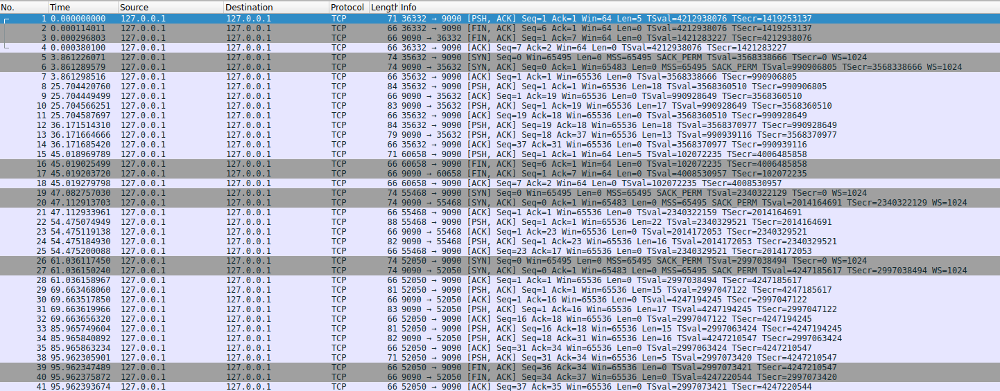 No. Time Source Destination Protocol Length Info
1 0.000000000 127.0.0.1 127.0.0.1 TCP 71 36332 → 9090 [PSH, ACK] Seq=1 Ack=1 Win=64 Len=5 TSval=4212938076 TSecr=1419253137
2 0.000114011 127.0.0.1 127.0.0.1 TCP 66 36332 → 9090 [FIN, ACK] Seq=6 Ack=1 Win=64 Len=0 TSval=4212938076 TSecr=1419253137
3 0.000296803 127.0.0.1 127.0.0.1 TCP 66 9090 → 36332 [FIN, ACK] Seq=1 Ack=7 Win=64 Len=0 TSval=1421283227 TSecr=4212938076
4 0.000380100 127.0.0.1 127.0.0.1 TCP 66 36332 → 9090 [ACK] Seq=7 Ack=2 Win=64 Len=0 TSval=4212938076 TSecr=1421283227
5 3.861226071 127.0.0.1 127.0.0.1 TCP 74 35632 → 9090 [SYN] Seq=0 Win=65495 Len=0 MSS=65495 SACK_PERM TSval=3568338666 TSecr=0 WS=1024
6 3.861289579 127.0.0.1 127.0.0.1 TCP 74 9090 → 35632 [SYN, ACK] Seq=0 Ack=1 Win=65483 Len=0 MSS=65495 SACK_PERM TSval=990906805 TSecr=3568338666 WS=1024
7 3.861298516 127.0.0.1 127.0.0.1 TCP 66 35632 → 9090 [ACK] Seq=1 Ack=1 Win=65536 Len=0 TSval=3568338666 TSecr=990906805
8 25.704420760 127.0.0.1 127.0.0.1 TCP 84 35632 → 9090 [PSH, ACK] Seq=1 Ack=1 Win=65536 Len=18 TSval=3568360510 TSecr=990906805
9 25.704449499 127.0.0.1 127.0.0.1 TCP 66 9090 → 35632 [ACK] Seq=1 Ack=19 Win=65536 Len=0 TSval=990928649 TSecr=3568360510
10 25.704566251 127.0.0.1 127.0.0.1 TCP 83 9090 → 35632 [PSH, ACK] Seq=1 Ack=19 Win=65536 Len=17 TSval=990928649 TSecr=3568360510
11 25.704587697 127.0.0.1 127.0.0.1 TCP 66 35632 → 9090 [ACK] Seq=19 Ack=18 Win=65536 Len=0 TSval=3568360510 TSecr=990928649
12 36.171514310 127.0.0.1 127.0.0.1 TCP 84 35632 → 9090 [PSH, ACK] Seq=19 Ack=18 Win=65536 Len=18 TSval=3568370977 TSecr=990928649
13 36.171664666 127.0.0.1 127.0.0.1 TCP 79 9090 → 35632 [PSH, ACK] Seq=18 Ack=37 Win=65536 Len=13 TSval=990939116 TSecr=3568370977
14 36.171685420 127.0.0.1 127.0.0.1 TCP 66 35632 → 9090 [ACK] Seq=37 Ack=31 Win=65536 Len=0 TSval=3568370977 TSecr=990939116
15 45.018969789 127.0.0.1 127.0.0.1 TCP 71 60658 → 9090 [PSH, ACK] Seq=1 Ack=1 Win=64 Len=5 TSval=102072235 TSecr=4006485858
16 45.019025499 127.0.0.1 127.0.0.1 TCP 66 60658 → 9090 [FIN, ACK] Seq=6 Ack=1 Win=64 Len=0 TSval=102072235 TSecr=4006485858
17 45.019203720 127.0.0.1 127.0.0.1 TCP 66 9090 → 60658 [FIN, ACK] Seq=1 Ack=7 Win=64 Len=0 TSval=4008530957 TSecr=102072235
18 45.019279798 127.0.0.1 127.0.0.1 TCP 66 60658 → 9090 [ACK] Seq=7 Ack=2 Win=64 Len=0 TSval=102072235 TSecr=4008530957
19 47.082757030 127.0.0.1 127.0.0.1 TCP 74 55468 → 9090 [SYN] Seq=0 Win=65495 Len=0 MSS=65495 SACK_PERM TSval=2340322129 TSecr=0 WS=1024
20 47.112913703 127.0.0.1 127.0.0.1 TCP 74 9090 → 55468 [SYN, ACK] Seq=0 Ack=1 Win=65483 Len=0 MSS=65495 SACK_PERM TSval=2014164691 TSecr=2340322129 WS=1024
21 47.112933961 127.0.0.1 127.0.0.1 TCP 66 55468 → 9090 [ACK] Seq=1 Ack=1 Win=65536 Len=0 TSval=2340322159 TSecr=2014164691
22 54.475074949 127.0.0.1 127.0.0.1 TCP 88 55468 → 9090 [PSH, ACK] Seq=1 Ack=1 Win=65536 Len=22 TSval=2340329521 TSecr=2014164691
23 54.475119138 127.0.0.1 127.0.0.1 TCP 66 9090 → 55468 [ACK] Seq=1 Ack=23 Win=65536 Len=0 TSval=2014172053 TSecr=2340329521
24 54.475184930 127.0.0.1 127.0.0.1 TCP 82 9090 → 55468 [PSH, ACK] Seq=1 Ack=23 Win=65536 Len=16 TSval=2014172053 TSecr=2340329521
25 54.475200088 127.0.0.1 127.0.0.1 TCP 66 55468 → 9090 [ACK] Seq=23 Ack=17 Win=65536 Len=0 TSval=2340329521 TSecr=2014172053
26 61.036117450 127.0.0.1 127.0.0.1 TCP 74 52050 → 9090 [SYN] Seq=0 Win=65495 Len=0 MSS=65495 SACK_PERM TSval=2997038494 TSecr=0 WS=1024
27 61.036150240 127.0.0.1 127.0.0.1 TCP 74 9090 → 52050 [SYN, ACK] Seq=0 Ack=1 Win=65483 Len=0 MSS=65495 SACK_PERM TSval=4247185617 TSecr=2997038494 WS=1024
28 61.036158967 127.0.0.1 127.0.0.1 TCP 66 52050 → 9090 [ACK] Seq=1 Ack=1 Win=65536 Len=0 TSval=2997038494 TSecr=4247185617
29 69.663468060 127.0.0.1 127.0.0.1 TCP 81 52050 → 9090 [PSH, ACK] Seq=1 Ack=1 Win=65536 Len=15 TSval=2997047122 TSecr=4247185617
30 69.663517850 127.0.0.1 127.0.0.1 TCP 66 9090 → 52050 [ACK] Seq=1 Ack=16 Win=65536 Len=0 TSval=4247194245 TSecr=2997047122
31 69.663619966 127.0.0.1 127.0.0.1 TCP 83 9090 → 52050 [PSH, ACK] Seq=1 Ack=16 Win=65536 Len=17 TSval=4247194245 TSecr=2997047122
32 69.663656320 127.0.0.1 127.0.0.1 TCP 66 52050 → 9090 [ACK] Seq=16 Ack=18 Win=65536 Len=0 TSval=2997047122 TSecr=4247194245
33 85.965749604 127.0.0.1 127.0.0.1 TCP 81 52050 → 9090 [PSH, ACK] Seq=16 Ack=18 Win=65536 Len=15 TSval=2997063424 TSecr=4247194245
34 85.965840892 127.0.0.1 127.0.0.1 TCP 82 9090 → 52050 [PSH, ACK] Seq=18 Ack=31 Win=65536 Len=16 TSval=4247210547 TSecr=2997063424
35 85.965863234 127.0.0.1 127.0.0.1 TCP 66 52050 → 9090 [ACK] Seq=31 Ack=34 Win=65536 Len=0 TSval=2997063424 TSecr=4247210547
38 95.962305901 127.0.0.1 127.0.0.1 TCP 71 52050 → 9090 [PSH, ACK] Seq=31 Ack=34 Win=65536 Len=5 TSval=2997073420 TSecr=4247210547
39 95.962347489 127.0.0.1 127.0.0.1 TCP 66 52050 → 9090 [FIN, ACK] Seq=36 Ack=34 Win=65536 Len=0 TSval=2997073421 TSecr=4247210547
40 95.962375872 127.0.0.1 127.0.0.1 TCP 66 9090 → 52050 [FIN, ACK] Seq=34 Ack=37 Win=65536 Len=0 TSval=4247220544 TSecr=2997073420
41 95.962393674 127.0.0.1 127.0.0.1 TCP 66 52050 → 9090 [ACK] Seq=37 Ack=35 Win=65536 Len=0 TSval=2997073421 TSecr=4247220544